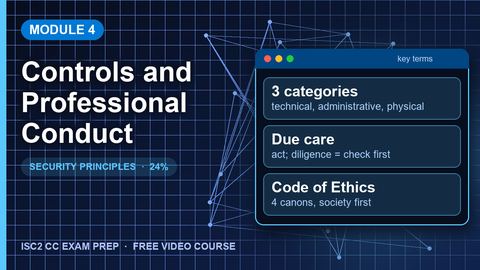 MODULE 4
Controls and
Professional
Conduct
SECURITY PRINCIPLES · 24%
ISC2 CC EXAM PREP · FREE VIDEO COURSE
key terms
3 categories
technical, administrative, physical
Due care
act; diligence = check first
Code of Ethics
4 canons, society first